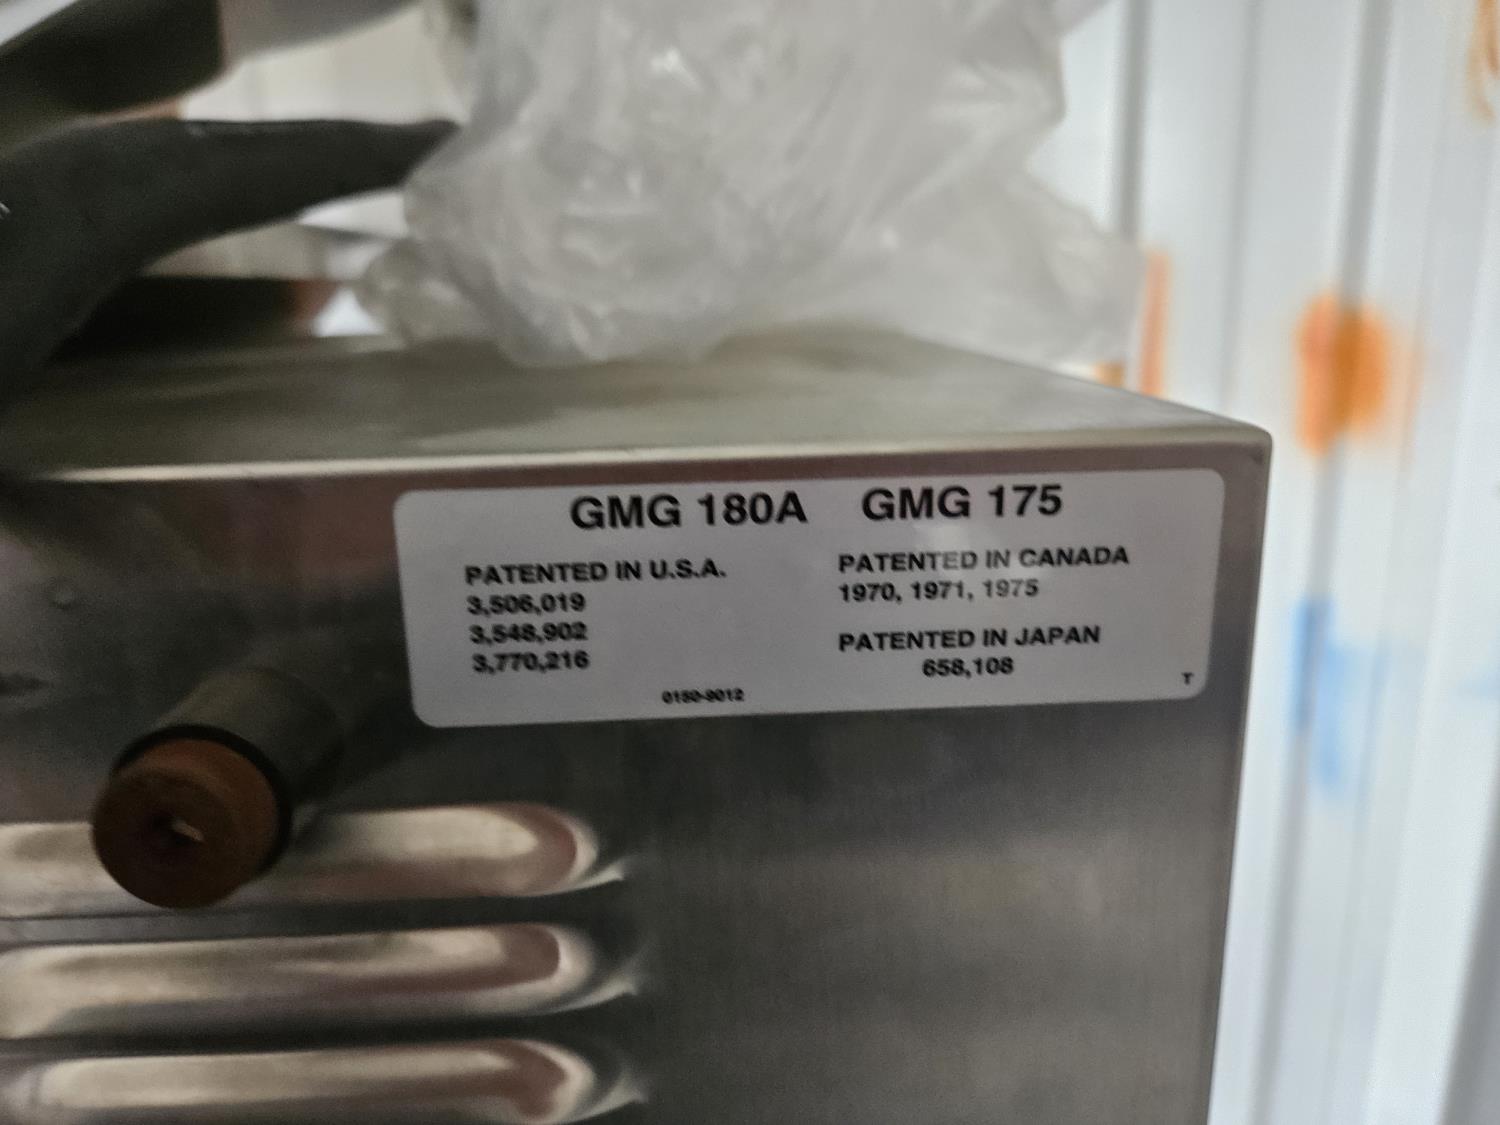 GMG 180A GMG 175
PATENTED IN U.S.A.
3,506,019
3,548,902
3,770,216
PATENTED IN CANADA
1970, 1971, 1975
PATENTED IN JAPAN
658,108
0150-9012
T